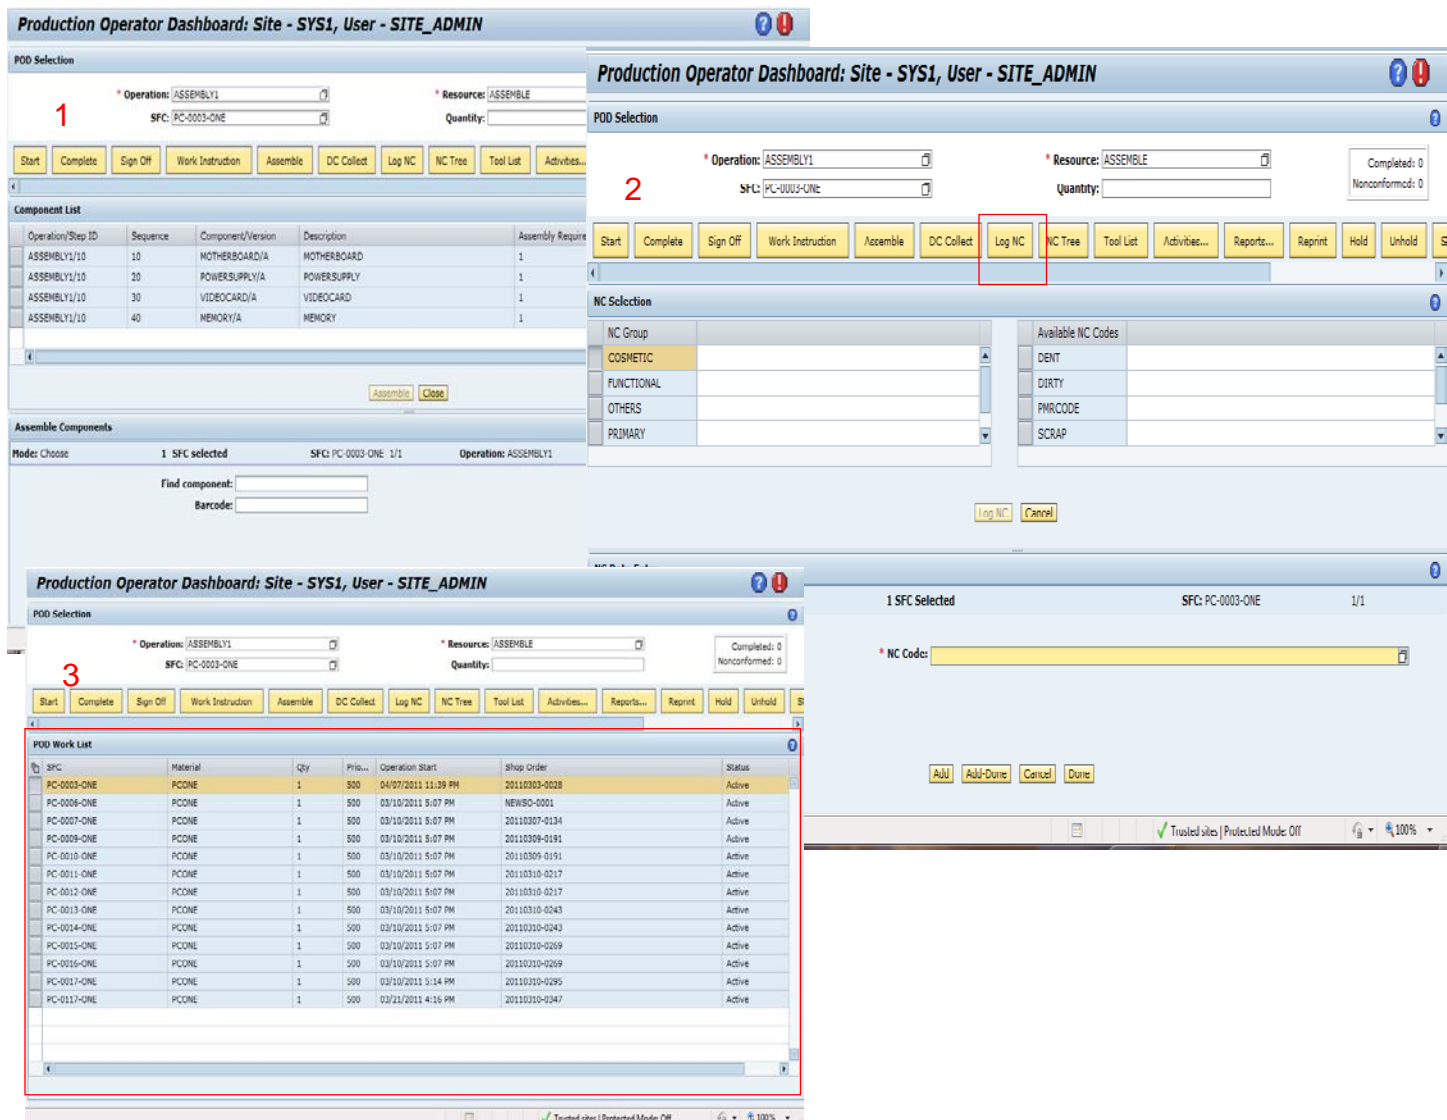 Production Operator Dashboard: Site - SYS1, User - SITE_ADMIN
POD Selection
1
* Operation: ASSEMBLY1 * Resource: ASSEMBLE
SFC: PC-0003-ONE Quantity:
Start Complete Sign Off Work Instruction Assemble DC Collect Log NC NC Tree Tool List Activities...
Component List
Operation/Step ID Sequence Component/Version Description Assembly Require
ASSEMBLY1/10 10 MOTHERBOARD/A MOTHERBOARD 1
ASSEMBLY1/10 20 POWERSUPPLY/A POWERSUPPLY 1
ASSEMBLY1/10 30 VIDEOCARD/A VIDEOCARD 1
ASSEMBLY1/10 40 MEMORY/A MEMORY 1
Assemble Close
Assemble Components
Mode: Choose 1 SFC selected SFC: PC-0003-ONE 1/1 Operation: ASSEMBLY1
Find component:
Barcode:
Production Operator Dashboard: Site - SYS1, User - SITE_ADMIN
POD Selection
2
* Operation: ASSEMBLY1 * Resource: ASSEMBLE Completed: 0
SFC: PC-0003-ONE Quantity: Nonconformed: 0
Start Complete Sign Off Work Instruction Assemble DC Collect Log NC NC Tree Tool List Activities... Reports... Reprint Hold Unhold S
NC Selection
NC Group Available NC Codes
COSMETIC DENT
FUNCTIONAL DIRTY
OTHERS PMRCODE
PRIMARY SCRAP
Log NC Cancel
1 SFC Selected SFC: PC-0003-ONE 1/1
* NC Code:
Add Add-Done Cancel Done
Trusted sites | Protected Mode: Off 100%
Production Operator Dashboard: Site - SYS1, User - SITE_ADMIN
POD Selection
3
* Operation: ASSEMBLY1 * Resource: ASSEMBLE Completed: 0
SFC: PC-0003-ONE Quantity: Nonconformed: 0
Start Complete Sign Off Work Instruction Assemble DC Collect Log NC NC Tree Tool List Activities... Reports... Reprint Hold Unhold S
POD Work List
SFC Material Qty Prio... Operation Start Shop Order Status
PC-0003-ONE PCONE 1 500 04/07/2011 11:39 PM 20110303-0028 Active
PC-0006-ONE PCONE 1 500 03/10/2011 5:07 PM NEWSO-0001 Active
PC-0007-ONE PCONE 1 500 03/10/2011 5:07 PM 20110307-0134 Active
PC-0009-ONE PCONE 1 500 03/10/2011 5:07 PM 20110309-0191 Active
PC-0010-ONE PCONE 1 500 03/10/2011 5:07 PM 20110309-0191 Active
PC-0011-ONE PCONE 1 500 03/10/2011 5:07 PM 20110310-0217 Active
PC-0012-ONE PCONE 1 500 03/10/2011 5:07 PM 20110310-0217 Active
PC-0013-ONE PCONE 1 500 03/10/2011 5:07 PM 20110310-0243 Active
PC-0014-ONE PCONE 1 500 03/10/2011 5:07 PM 20110310-0243 Active
PC-0015-ONE PCONE 1 500 03/10/2011 5:07 PM 20110310-0269 Active
PC-0016-ONE PCONE 1 500 03/10/2011 5:07 PM 20110310-0269 Active
PC-0017-ONE PCONE 1 500 03/10/2011 5:14 PM 20110310-0295 Active
PC-0117-ONE PCONE 1 500 03/21/2011 4:16 PM 20110310-0347 Active
Trusted sites | Protected Mode: Off 100%